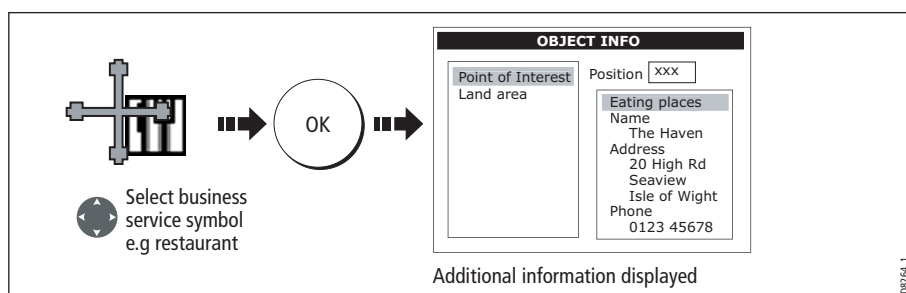 Select business
service symbol
e.g restaurant
OK
OBJECT INFO
Point of Interest
Land area
Position xxx
Eating places
Name
The Haven
Address
20 High Rd
Seaview
Isle of Wight
Phone
0123 45678
Additional information displayed
D8264_1